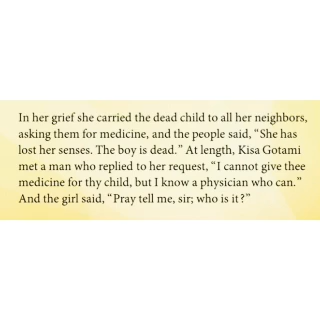 In her grief she carried the dead child to all her neighbors,
asking them for medicine, and the people said, “She has
lost her senses. The boy is dead.” At length, Kisa Gotami
met a man who replied to her request, “I cannot give thee
medicine for thy child, but I know a physician who can.”
And the girl said, “Pray tell me, sir; who is it?”